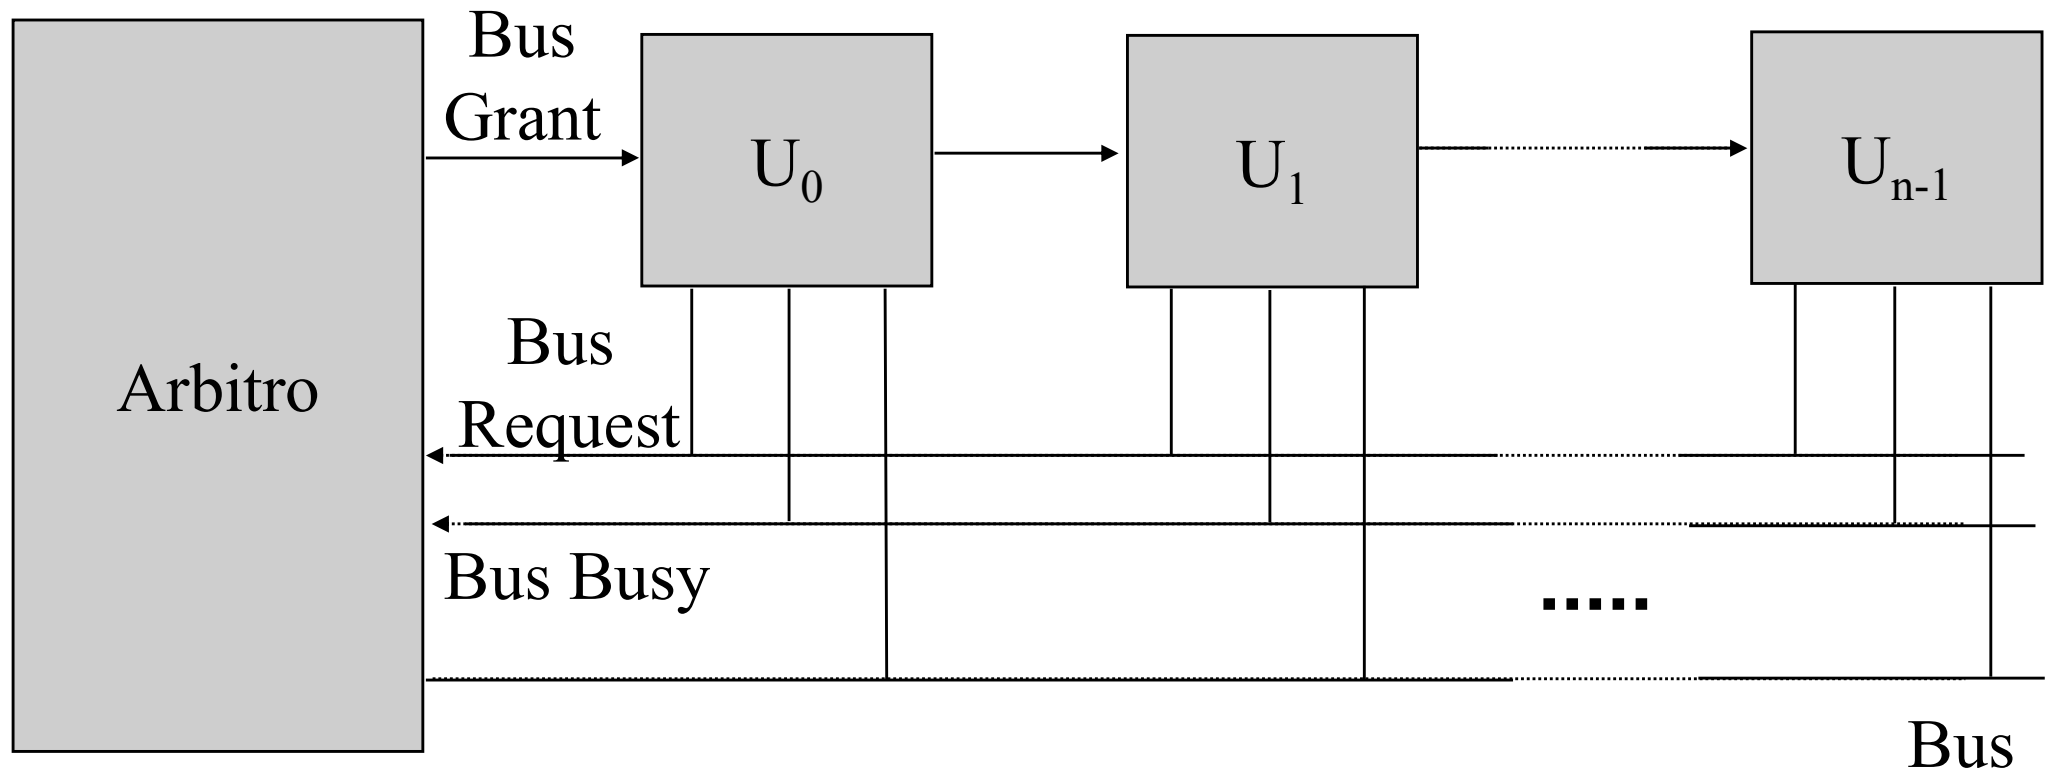 Bus
Grant
U0
U1
Un-1
Arbitro
Bus
Request
Bus Busy
.....
Bus